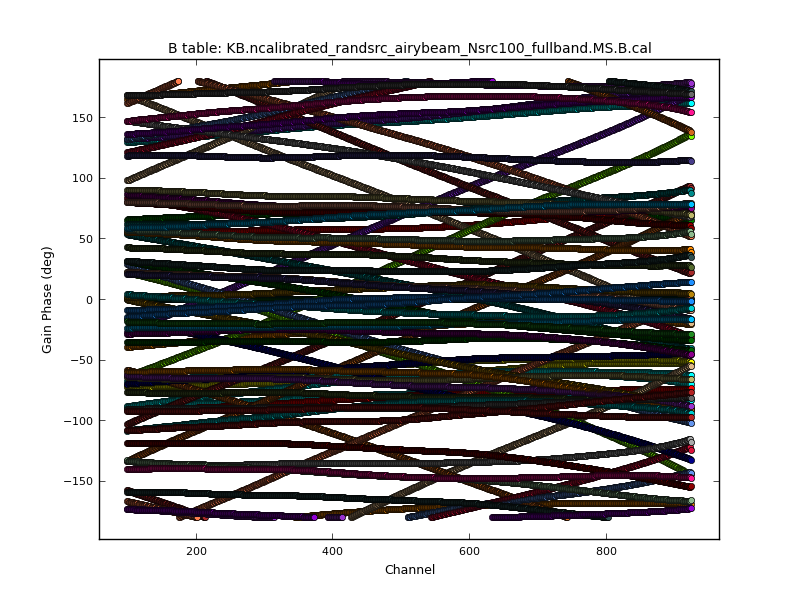 B table: KB.ncalibrated_randsrc_airybeam_Nsrc100_fullband.MS.B.cal
150
100
50
0
−50
−100
−150
Gain Phase (deg)
200 400 600 800
Channel